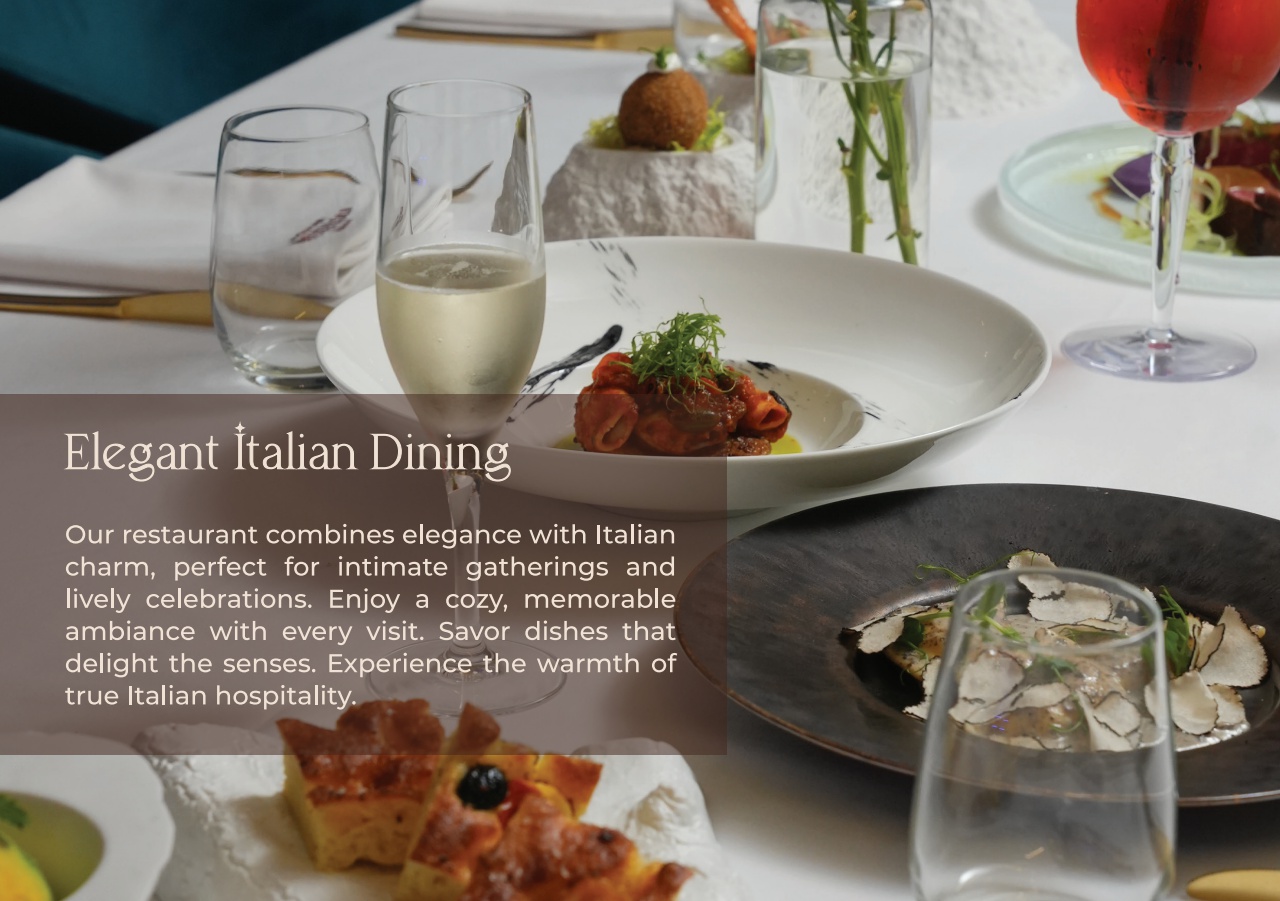 Elegant Italian Dining
Our restaurant combines elegance with Italian
charm, perfect for intimate gatherings and
lively celebrations. Enjoy a cozy, memorable
ambiance with every visit. Savor dishes that
delight the senses. Experience the warmth of
true Italian hospitality.